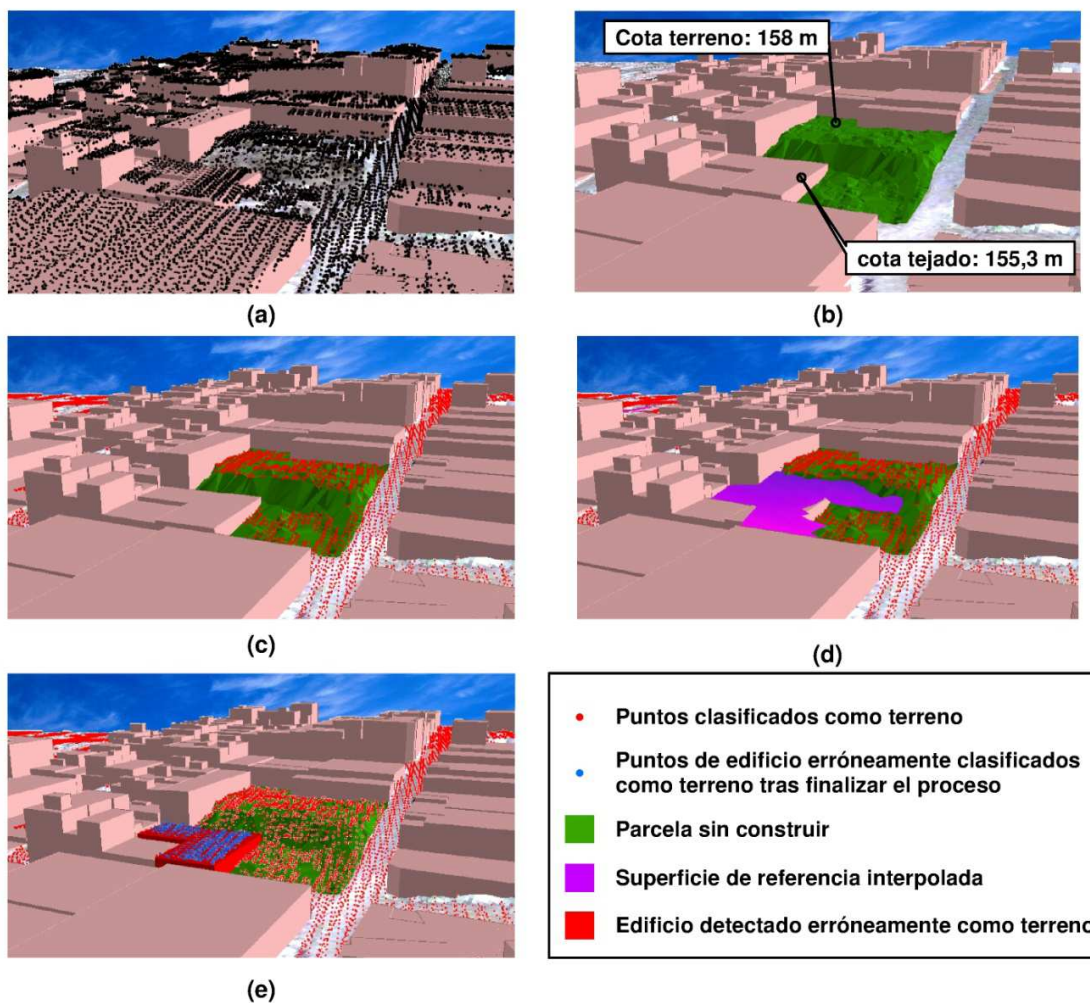 Cota terreno: 158 m
cota tejado: 155,3 m
(a)
(b)
(c)
(d)
Puntos clasificados como terreno
Puntos de edificio erróneamente clasificados
como terreno tras finalizar el proceso
Parcela sin construir
Superficie de referencia interpolada
Edificio detectado erróneamente como terreno
(e)